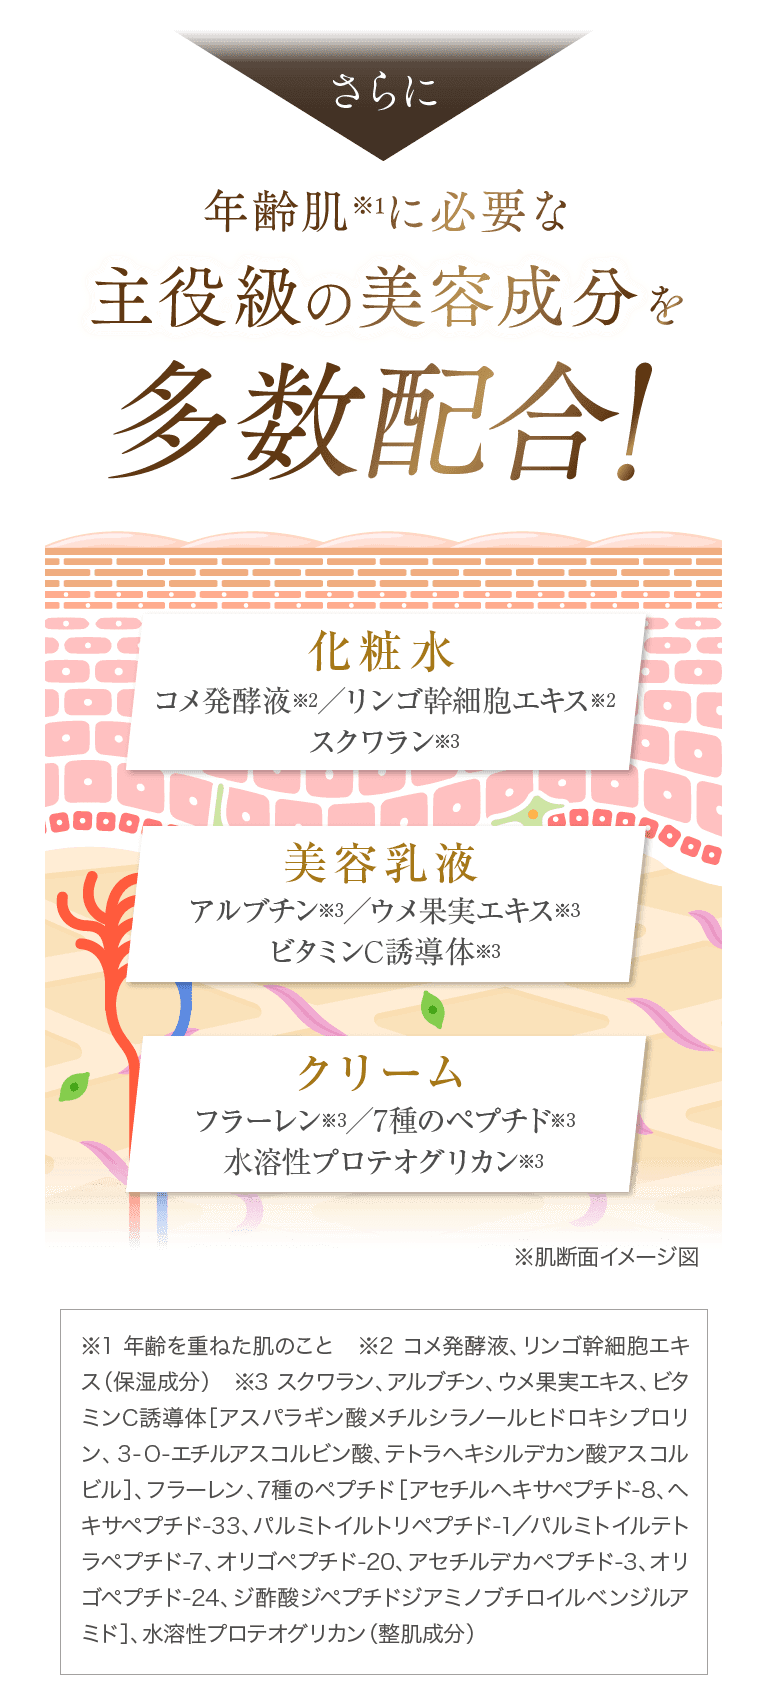 さらに
年齢肌※1に必要な
主役級の美容成分を
多数配合!
化粧水
コメ発酵液※2／リンゴ幹細胞エキス※2
スクワラン※3
美容乳液
アルブチン※3／ウメ果実エキス※3
ビタミンC誘導体※3
クリーム
フラーレン※3／7種のペプチド※3
水溶性プロテオグリカン※3
※肌断面イメージ図
※1 年齢を重ねた肌のこと　※2 コメ発酵液、リンゴ幹細胞エキ
ス（保湿成分）　※3 スクワラン、アルブチン、ウメ果実エキス、ビタ
ミンC誘導体［アスパラギン酸メチルシラノールヒドロキシプロリ
ン、3-O-エチルアスコルビン酸、テトラヘキシルデカン酸アスコル
ビル］、フラーレン、7種のペプチド［アセチルヘキサペプチド-8、ヘ
キサペプチド-33、パルミトイルトリペプチド-1／パルミトイルテト
ラペプチド-7、オリゴペプチド-20、アセチルデカペプチド-3、オリ
ゴペプチド-24、ジ酢酸ジペプチドジアミノブチロイルベンジルア
ミド］、水溶性プロテオグリカン（整肌成分）